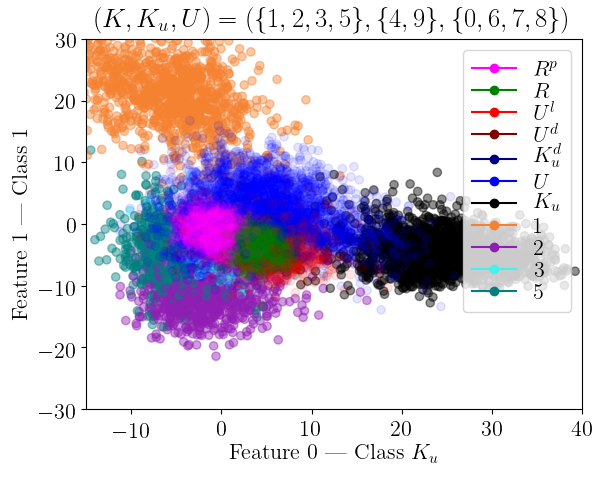 (K, K_u, U) = ({1, 2, 3, 5}, {4, 9}, {0, 6, 7, 8})
30
20
10
0
−10
−20
−30
Feature 1 — Class 1
−10
0
10
20
30
40
Feature 0 — Class K_u
R^p
R
U^l
U^d
K_u^d
U
K_u
1
2
3
5